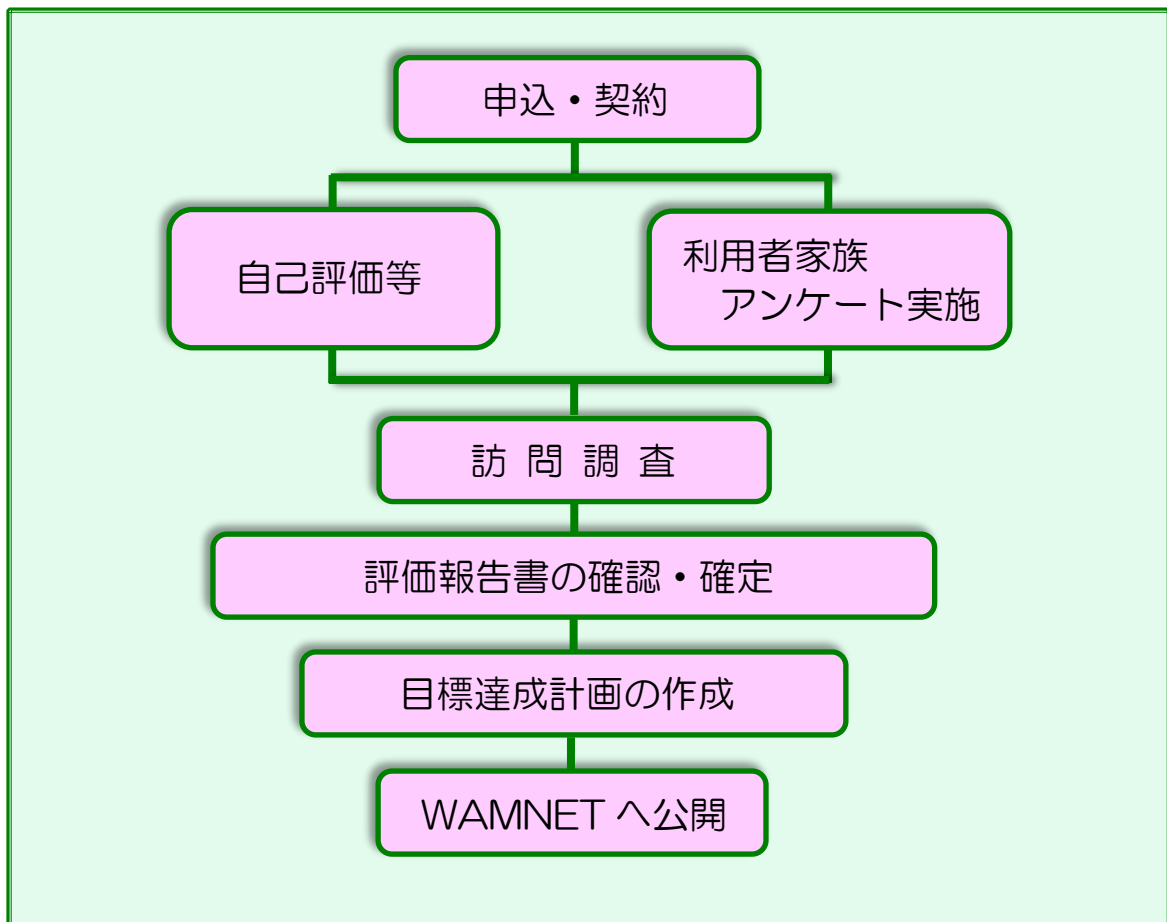 申込・契約
自己評価等
利用者家族
アンケート実施
訪 問 調 査
評価報告書の確認・確定
目標達成計画の作成
WAMNET へ公開